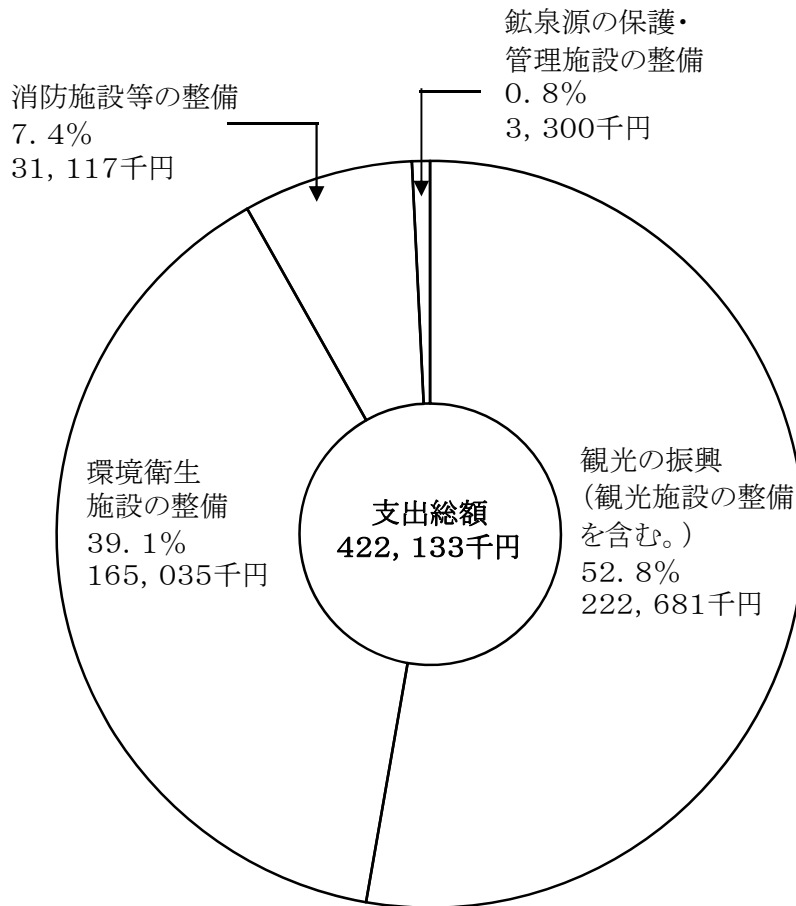 鉱泉源の保護・
管理施設の整備
0.8%
3,300千円
消防施設等の整備
7.4%
31,117千円
環境衛生
施設の整備
39.1%
165,035千円
支出総額
422,133千円
観光の振興
（観光施設の整備
を含む。）
52.8%
222,681千円